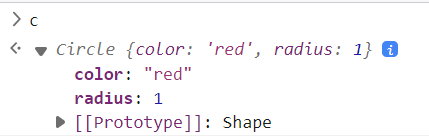 > c
<· ▼ Circle {color: 'red', radius: 1} i
color: "red"
radius: 1
▶ [[Prototype]]: Shape